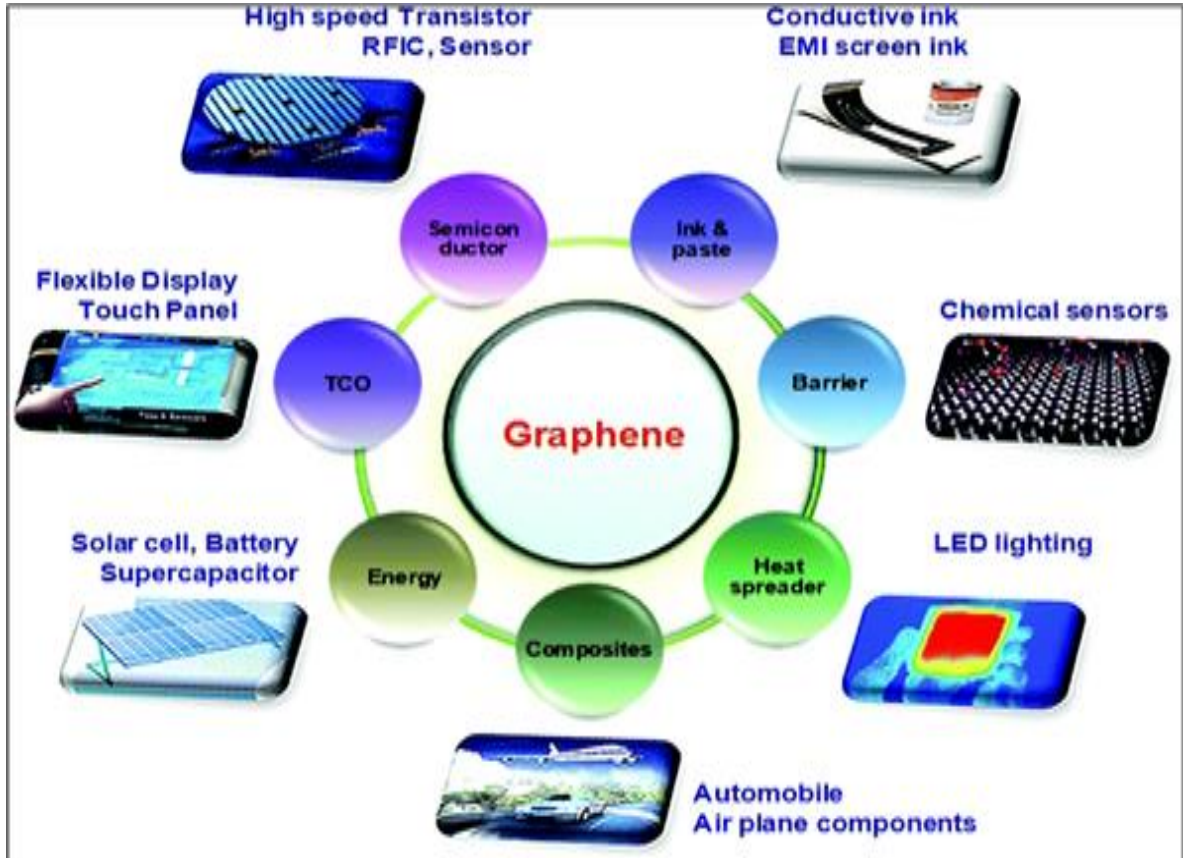 High speed Transistor
RFIC, Sensor
Conductive ink
EMI screen ink
Semicon
ductor
Ink &
paste
Flexible Display
Touch Panel
TCO
Barrier
Chemical sensors
Graphene
Solar cell, Battery
Supercapacitor
Energy
Heat
spreader
LED lighting
Composites
Automobile
Air plane components